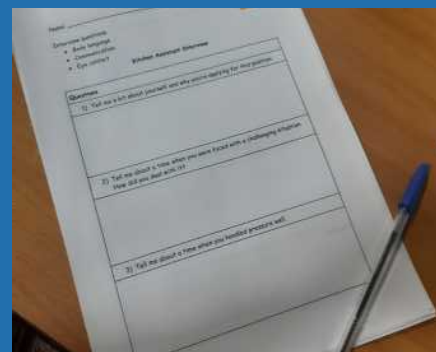 Name:
Interview questions
• Body language
• Communication
• Eye contact
Kitchen Assistant Interview
Questions
1) Tell me a bit about yourself and why you're applying for this position.
2) Tell me about a time when you were faced with a challenging situation.
How did you deal with it?
3) Tell me about a time when you handled pressure well.